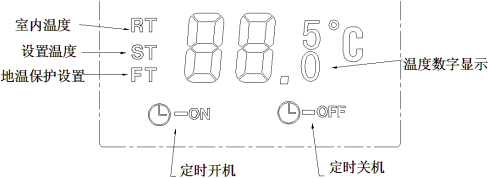 室内温度 RT 88.5°C
设置温度 ST
地温保护设置 FT 0 温度数字显示
-ON -OFF
定时开机 定时关机